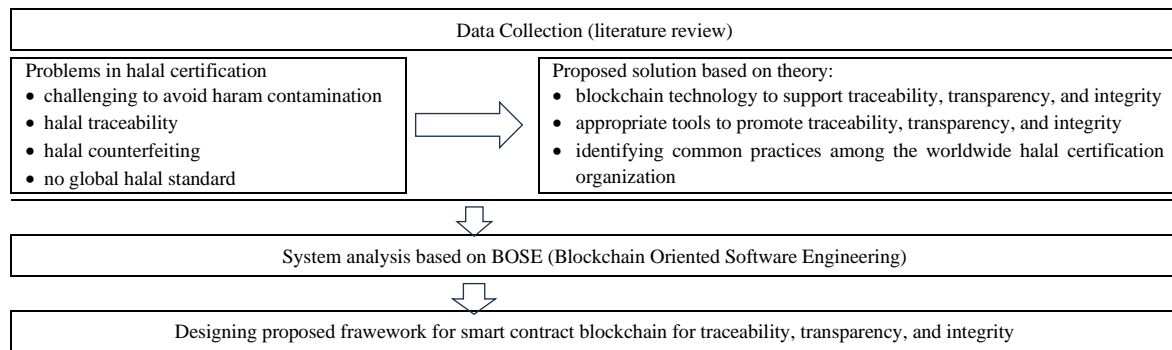 Data Collection (literature review)
Problems in halal certification
• challenging to avoid haram contamination
• halal traceability
• halal counterfeiting
• no global halal standard
Proposed solution based on theory:
• blockchain technology to support traceability, transparency, and integrity
• appropriate tools to promote traceability, transparency, and integrity
• identifying common practices among the worldwide halal certification
organization
System analysis based on BOSE (Blockchain Oriented Software Engineering)
Designing proposed frawework for smart contract blockchain for traceability, transparency, and integrity